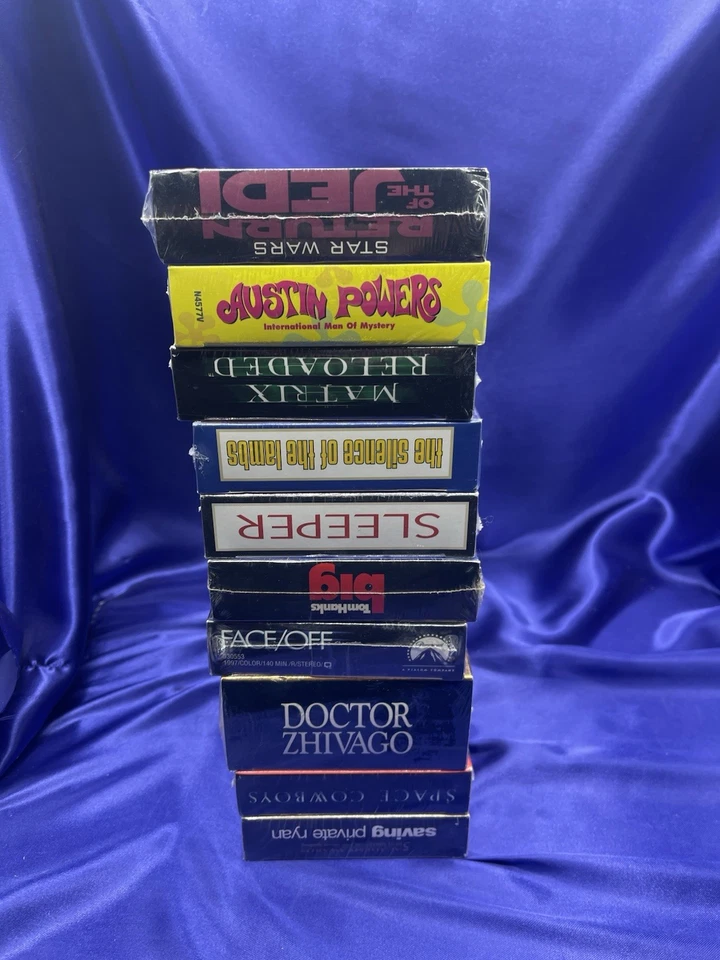 STAR WARS
RETURN
OF THE
JEDI
AUSTIN POWERS
International Man Of Mystery
N4577V
MATRIX
RELOADED
the silence of the lambs
SLEEPER
Tom Hanks
big
FACE/OFF
1997/COLOR/140 MIN./R/STEREO/
DOCTOR
ZHIVAGO
SPACE COWBOYS
saving private ryan